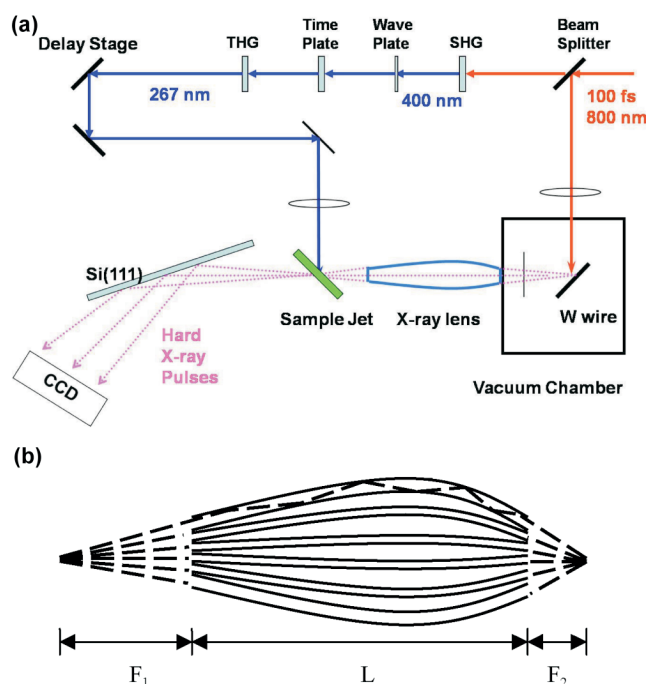 (a)
Delay Stage
THG
Time
Plate
Wave
Plate
SHG
Beam
Splitter
267 nm
400 nm
100 fs
800 nm
Si(111)
Sample Jet
X-ray lens
W wire
Hard
X-ray
Pulses
CCD
Vacuum Chamber
(b)
F₁
L
F₂